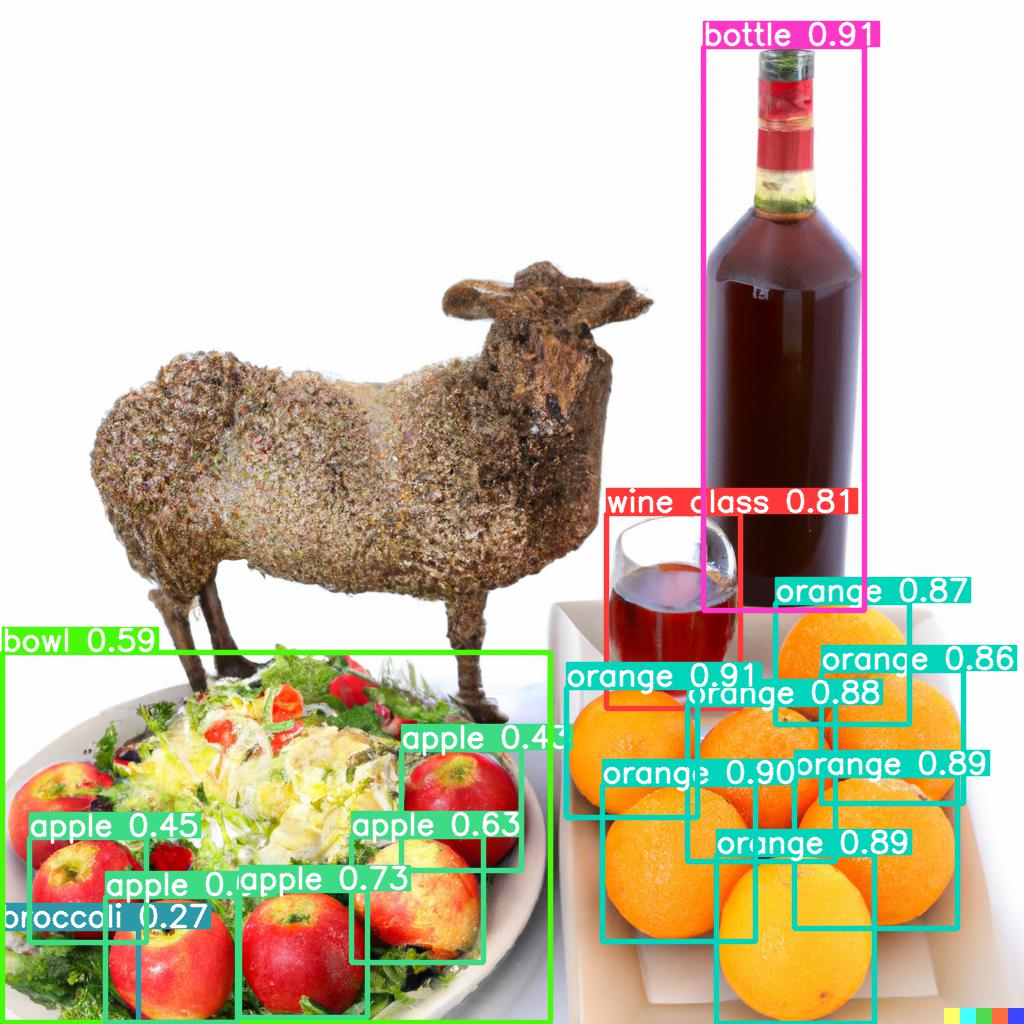 bottle 0.91
wine glass 0.81
orange 0.87
bowl 0.59
orange 0.86
orange 0.91
orange 0.88
apple 0.43
orange 0.90
orange 0.89
apple 0.45
apple 0.63
orange 0.89
apple 0.73
apple
broccoli 0.27